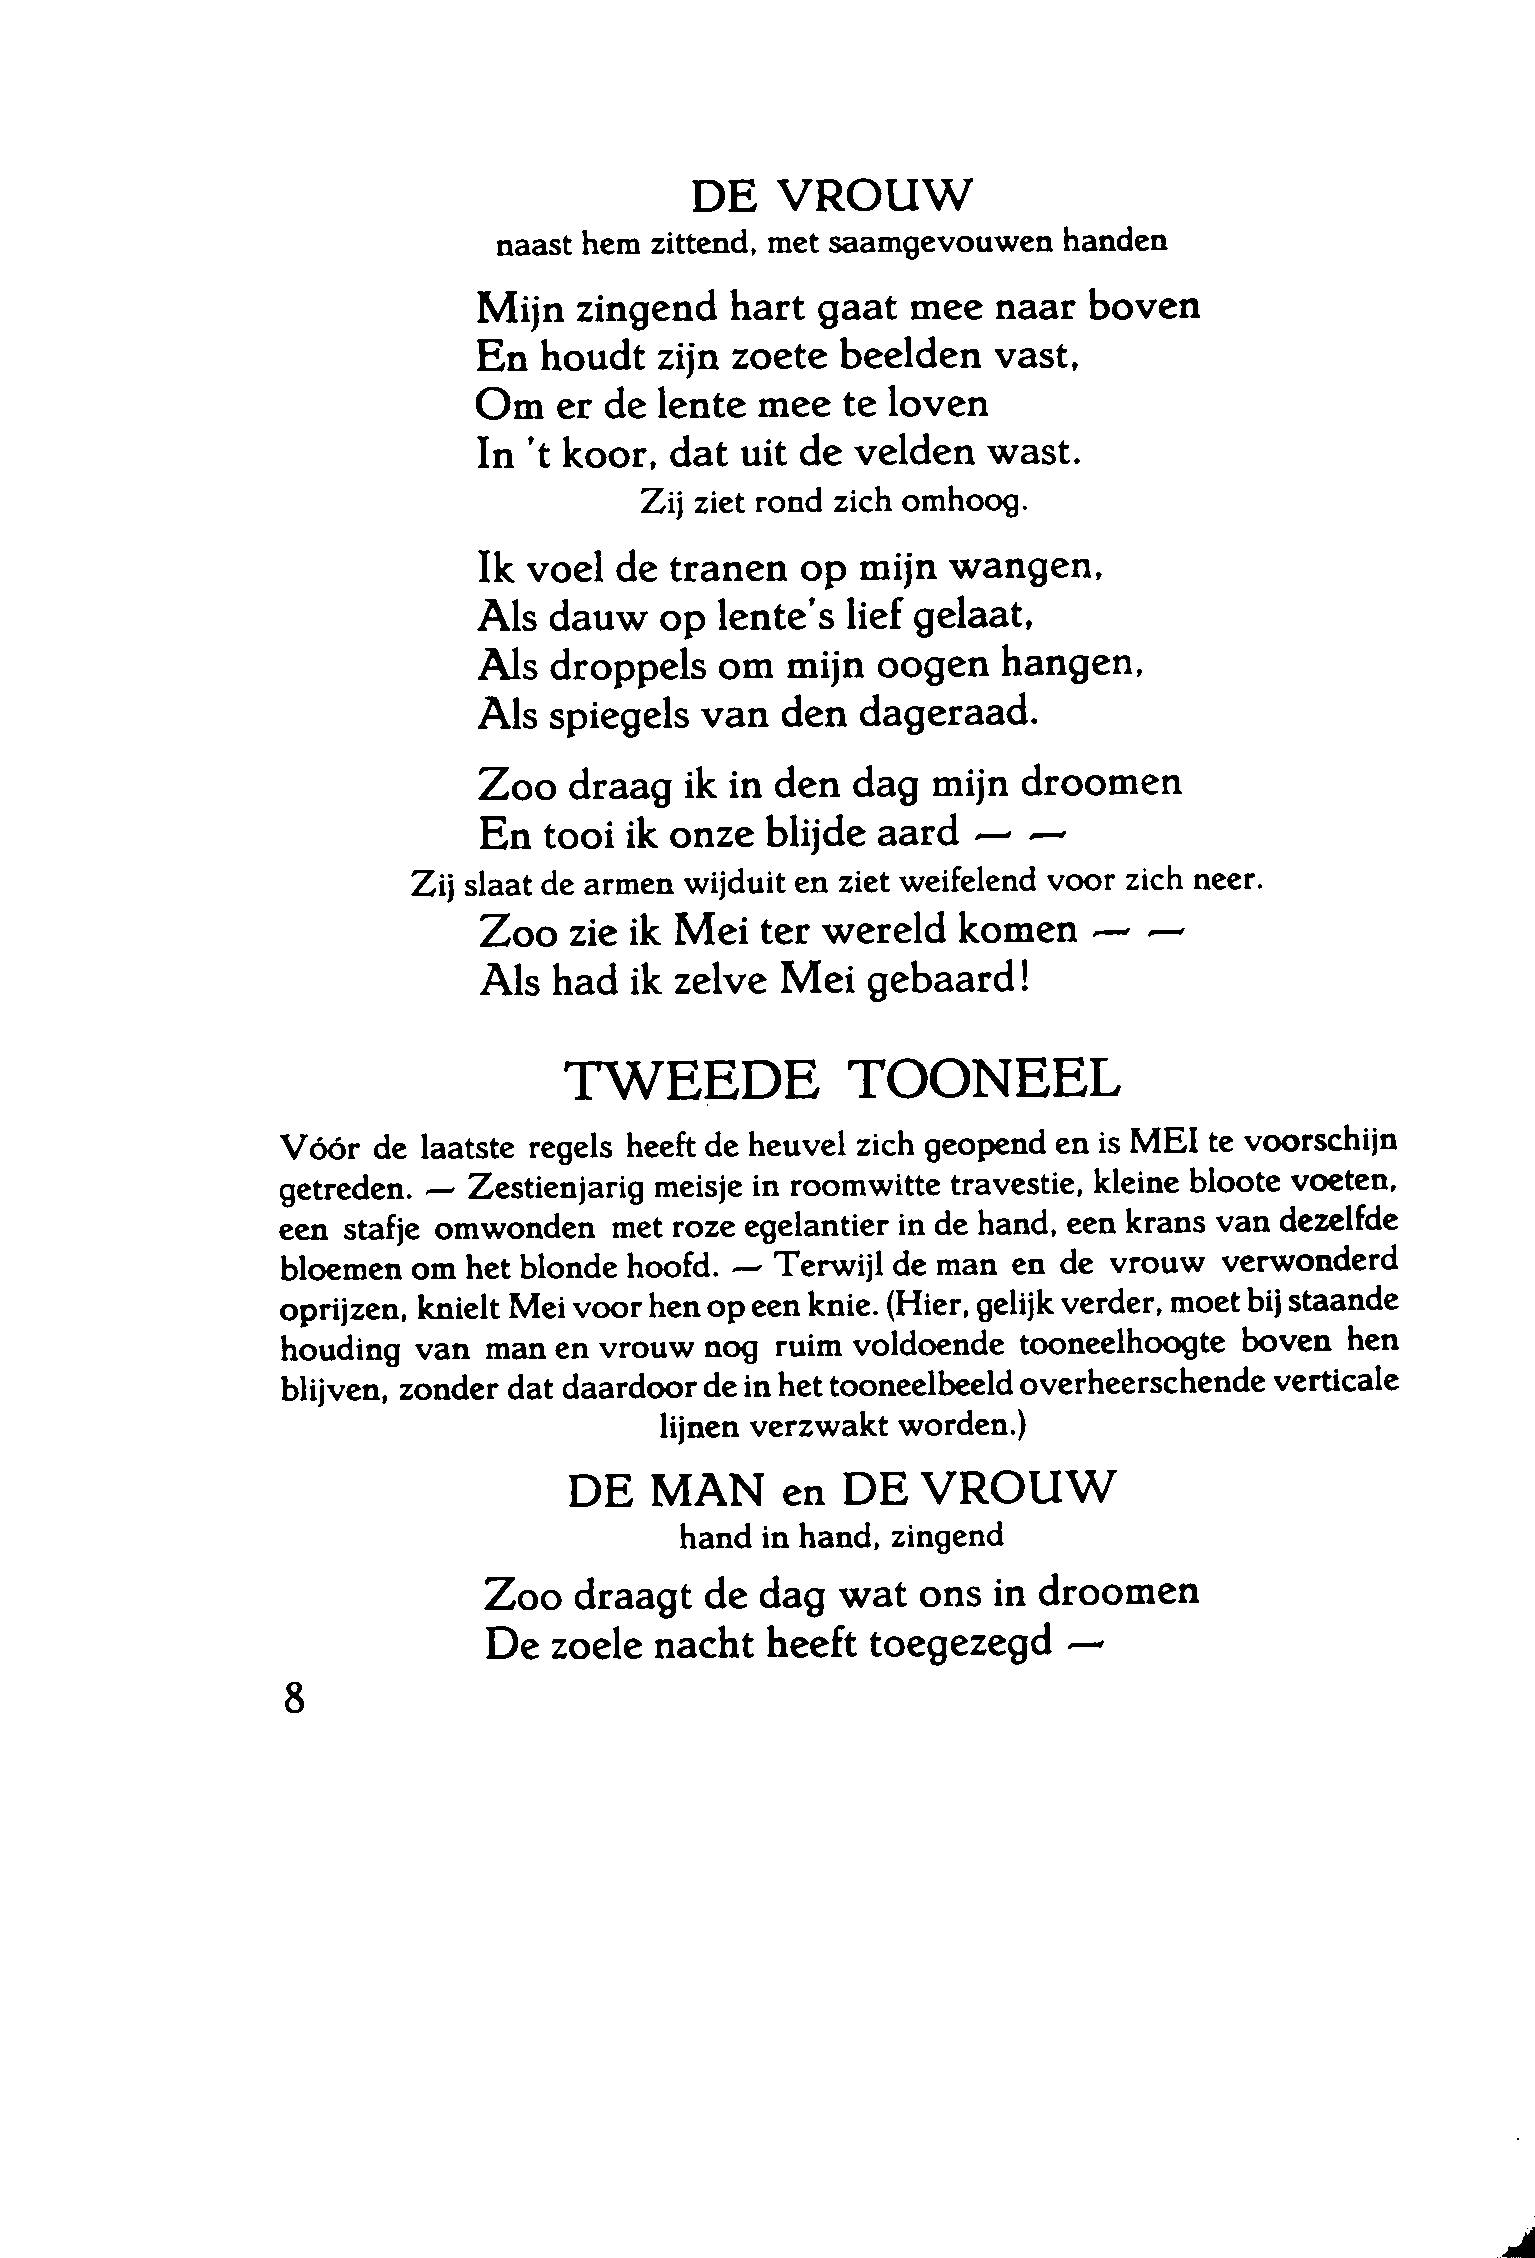 DE VROUW
naast hem zittend, met saamgevouwen handen
Mijn zingend hart gaat mee naar boven
En houdt zijn zoete beelden vast,
Om er de lente mee te loven
In 't koor, dat uit de velden wast.
Zij ziet rond zich omhoog.
Ik voel de tranen op mijn wangen,
Als dauw op lente's lief gelaat,
Als droppels om mijn oogen hangen,
Als spiegels van den dageraad.
Zoo draag ik in den dag mijn droomen
En tooi ik onze blijde aard — —
Zij slaat de armen wijduit en ziet weifelend voor zich neer.
Zoo zie ik Mei ter wereld komen — —
Als had ik zelve Mei gebaard!
TWEEDE TOONEEL
Vóór de laatste regels heeft de heuvel zich geopend en is MEI te voorschijn
getreden. — Zestienjarig meisje in roomwitte travestie, kleine bloote voeten,
een stafje omwonden met roze egelantier in de hand, een krans van dezelfde
bloemen om het blonde hoofd. — Terwijl de man en de vrouw verwonderd
oprijzen, knielt Mei voor hen op een knie. (Hier, gelijk verder, moet bij staande
houding van man en vrouw nog ruim voldoende tooneelhoogte boven hen
blijven, zonder dat daardoor de in het tooneelbeeld overheerschende verticale
lijnen verzwakt worden.)
DE MAN en DE VROUW
hand in hand, zingend
Zoo draagt de dag wat ons in droomen
De zoele nacht heeft toegezegd —
8